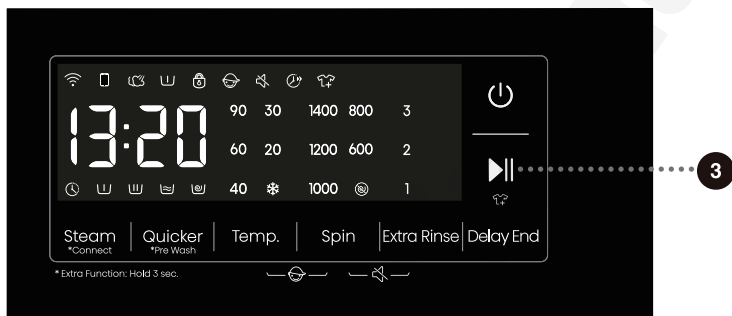 90 30 1400 800 3
13:20
60 20 1200 600 2
3
40 1000 1
Steam Quicker Temp. Spin Extra Rinse Delay End
*Connect *Pre Wash
* Extra Function: Hold 3 sec.